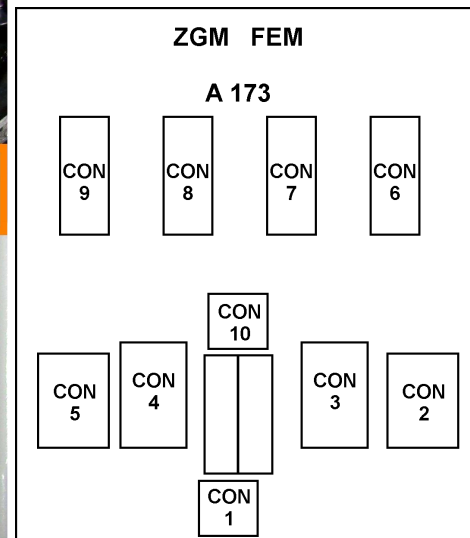 ZGM FEM
A 173
CON 9
CON 8
CON 7
CON 6
CON 10
CON 5
CON 4
CON 3
CON 2
CON 1